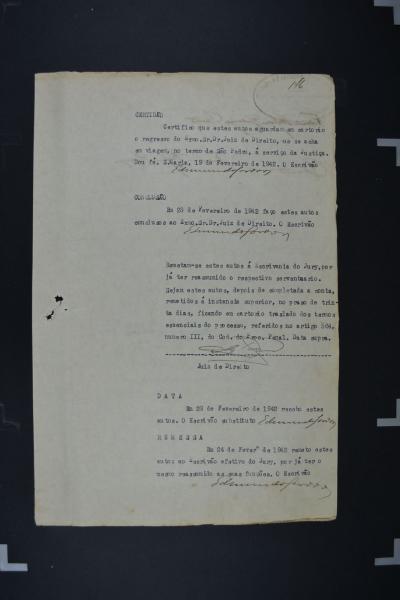 CERTIDÃO
Certifico que estes autos aguardam em cartorio
o regresso do Exmo.Sr.Dr.Juiz de Direito, que se acha
em viagem, no termo de São Pedro, á serviço da Justiça.
Dou fé. S.Maria, 19 de Fevereiro de 1942. O Escrivão
CONCLUSÃO
Em 23 de Fevereiro de 1942 faço estes autos
conclusos ao Exmo.Sr.Dr.Juiz de Direito. O Escrivão
Remetam-se estes autos á Escrivania do Jury, por
já ter reassumido o respectivo serventuario.
Sejam estes autos, depois de completada a conta,
remetidos á instancia superior, no praso de trin-
ta dias, ficando em cartorio traslado dos termos
essenciais do processo, referidos no artigo 564,
numero III, do Cod. do Proc. Penal. Data supra.
Juiz de Direito
DATA
Em 23 de Fevereiro de 1942 recebi estes
autos. O Escrivão substituto
REMESSA
Em 24 de Fever° de 1942 remeto estes
autos ao Escrivão efetivo do Jury, por já ter o
mesmo reassumido as suas funções. O Escrivão